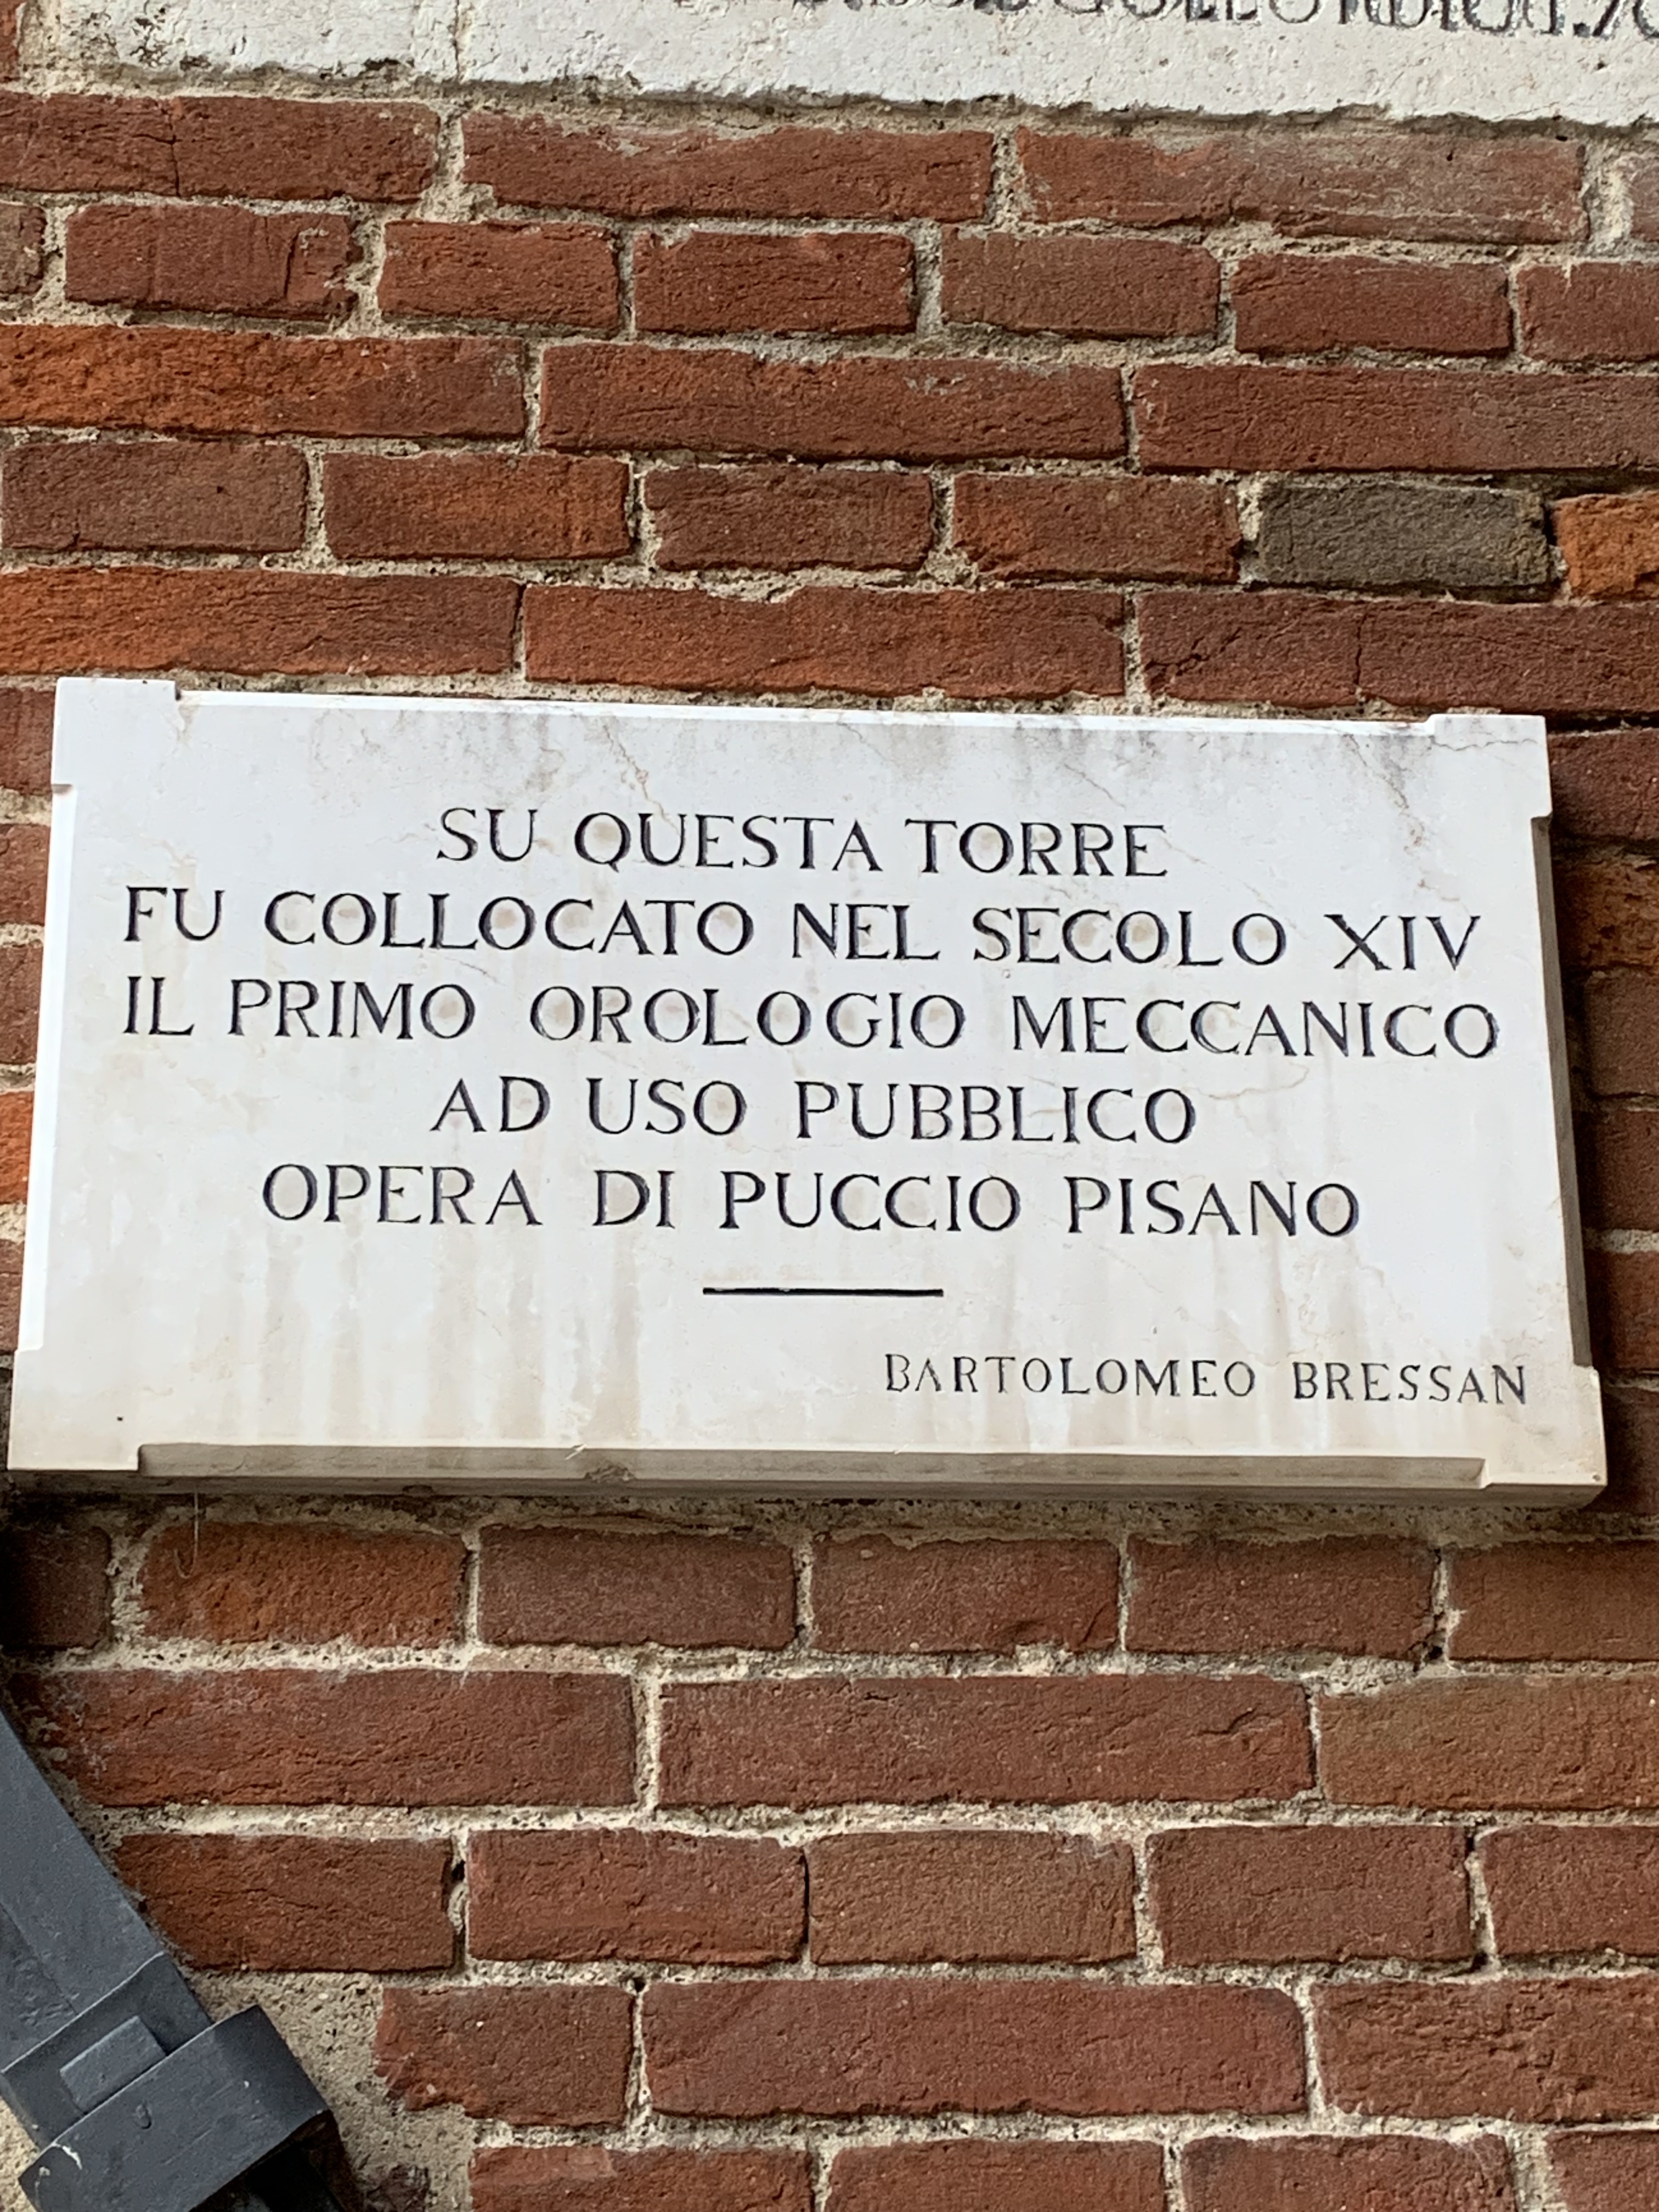 SU QUESTA TORRE
FU COLLOCATO NEL SECOLO XIV
IL PRIMO OROLOGIO MECCANICO
AD USO PUBBLICO
OPERA DI PUCCIO PISANO
BARTOLOMEO BRESSAN